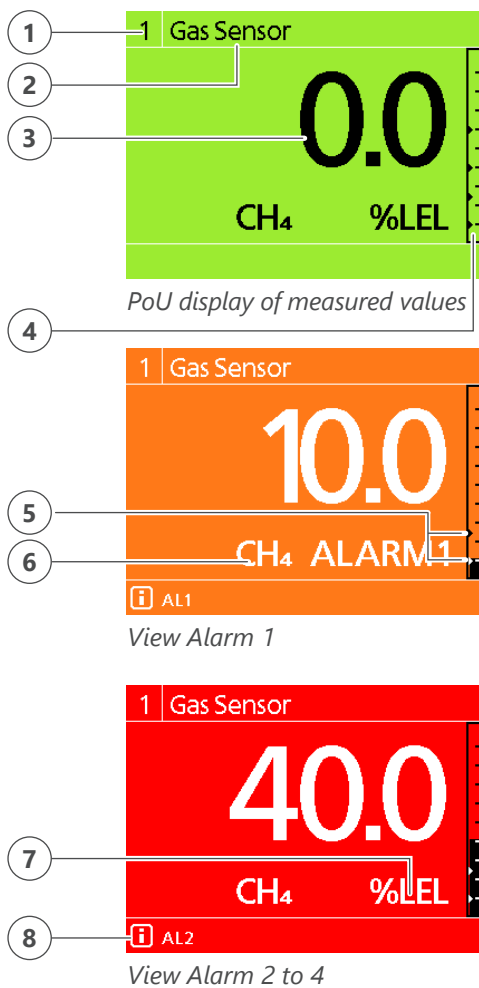 1
1 Gas Sensor
2
3
0.0
CH₄ %LEL
PoU display of measured values
4
1 Gas Sensor
10.0
5
6
CH₄ ALARM1
i AL1
View Alarm 1
1 Gas Sensor
40.0
7
CH₄ %LEL
8
i AL2
View Alarm 2 to 4